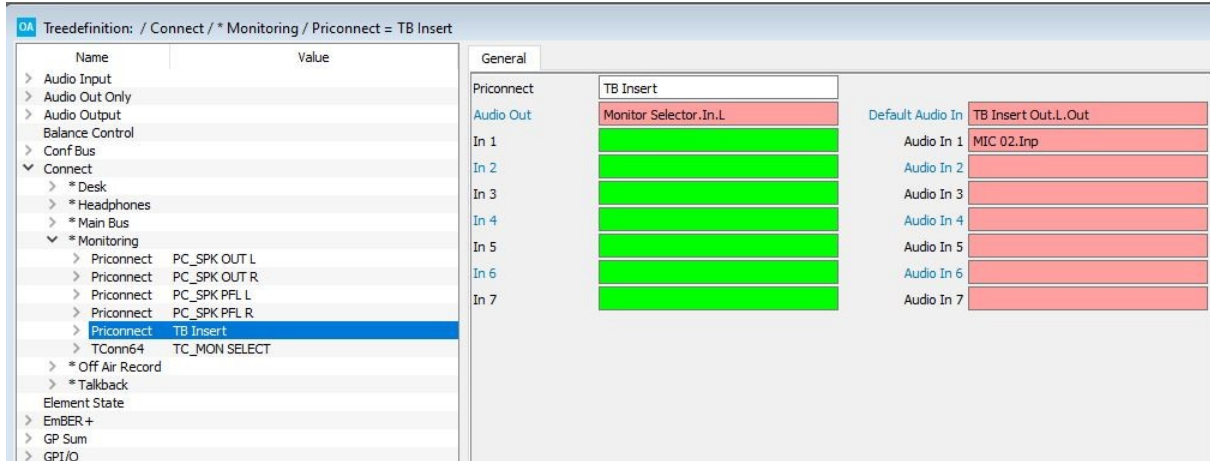 OA Treedefinition: / Connect / * Monitoring / Priconnect = TB Insert
Name Value
Audio Input
Audio Out Only
Audio Output
Balance Control
Conf Bus
Connect
* Desk
* Headphones
* Main Bus
* Monitoring
Priconnect PC_SPK OUT L
Priconnect PC_SPK OUT R
Priconnect PC_SPK PFL L
Priconnect PC_SPK PFL R
Priconnect TB Insert
TConn64 TC_MON SELECT
* Off Air Record
* Talkback
Element State
EmBER+
GP Sum
GPI/O
General
Priconnect TB Insert
Audio Out Monitor Selector.In.L Default Audio In TB Insert Out.L.Out
In 1 Audio In 1 MIC 02.Inp
In 2 Audio In 2
In 3 Audio In 3
In 4 Audio In 4
In 5 Audio In 5
In 6 Audio In 6
In 7 Audio In 7